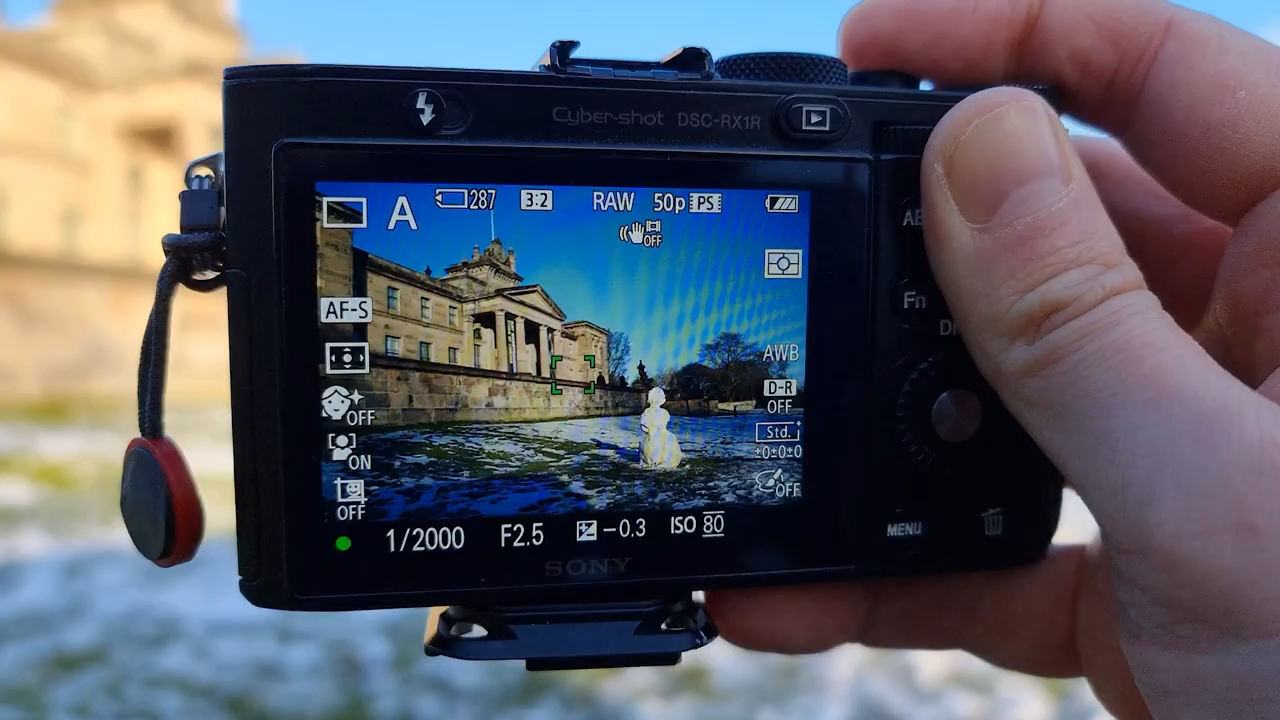 Cyber-shot DSC-RX1R
A 287 3:2 RAW 50p PS
OFF
AF-S
AWB
D-R
OFF
OFF
Std.
ON
±0±0±0
OFF
OFF
1/2000 F2.5 −0.3 ISO 80
SONY
Fn
MENU